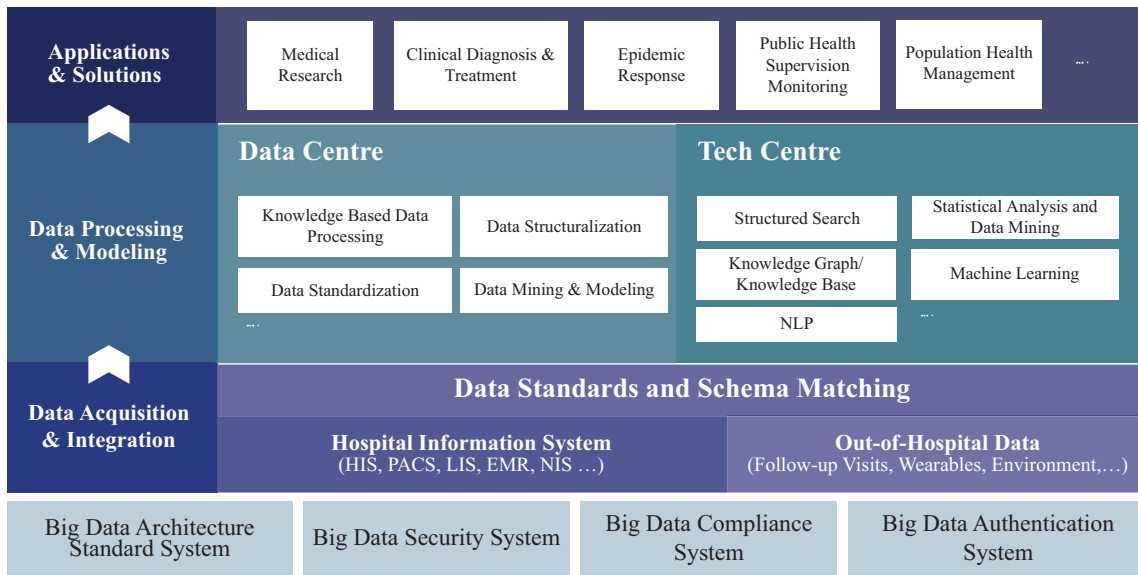 Applications
& Solutions
Medical
Research
Clinical Diagnosis &
Treatment
Epidemic
Response
Public Health
Supervision
Monitoring
Population Health
Management
...
Data Processing
& Modeling
Data Centre
Knowledge Based Data
Processing
Data Structuralization
Data Standardization
Data Mining & Modeling
...
Tech Centre
Structured Search
Statistical Analysis and
Data Mining
Knowledge Graph/
Knowledge Base
Machine Learning
NLP
...
Data Acquisition
& Integration
Data Standards and Schema Matching
Hospital Information System
(HIS, PACS, LIS, EMR, NIS …)
Out-of-Hospital Data
(Follow-up Visits, Wearables, Environment,…)
Big Data Architecture
Standard System
Big Data Security System
Big Data Compliance
System
Big Data Authentication
System